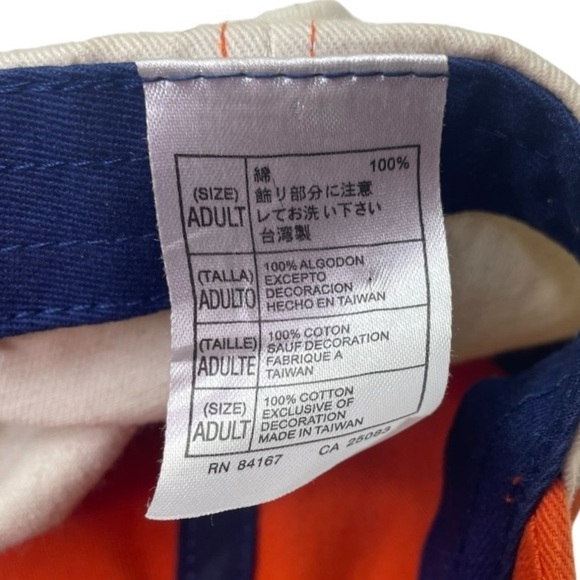 (SIZE)
ADULT
綿 100%
飾り部分に注意
レてお洗い下さい
台湾製
(TALLA)
ADULTO
100% ALGODON
EXCEPTO
DECORACION
HECHO EN TAIWAN
(TAILLE)
ADULTE
100% COTON
SAUF DECORATION
FABRIQUE A
TAIWAN
(SIZE)
ADULT
100% COTTON
EXCLUSIVE OF
DECORATION
MADE IN TAIWAN
RN 84167 CA 25083